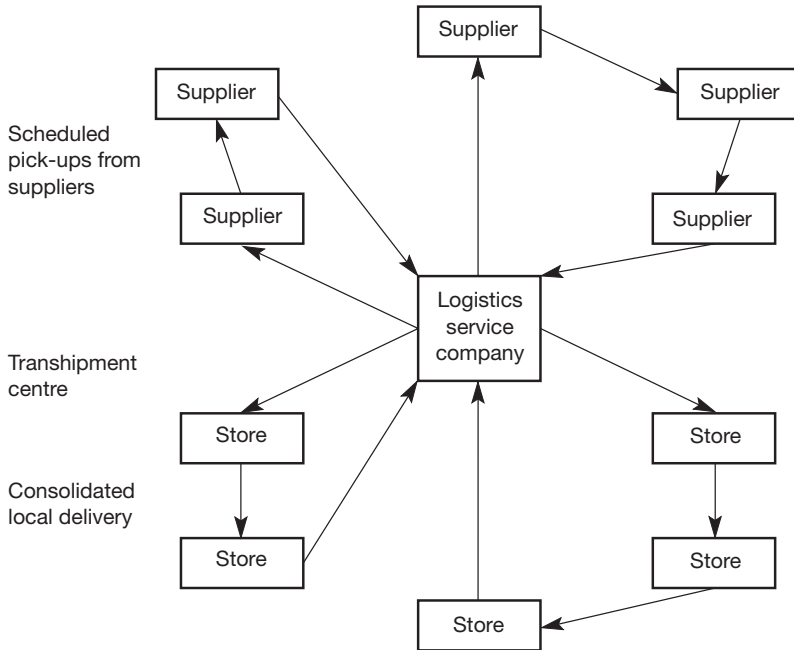 Supplier
Supplier
Supplier
Scheduled
pick-ups from
suppliers
Supplier
Supplier
Logistics
service
company
Transhipment
centre
Store
Store
Consolidated
local delivery
Store
Store
Store